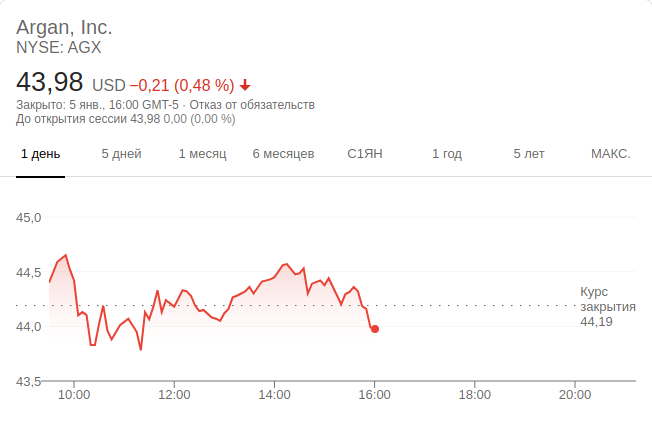 Argan, Inc.
NYSE: AGX
43,98 USD −0,21 (0,48 %)
Закрыто: 5 янв., 16:00 GMT-5 · Отказ от обязательств
До открытия сессии 43,98 0,00 (0,00 %)
1 день 5 дней 1 месяц 6 месяцев С1ЯН 1 год 5 лет МАКС.
45,0
44,5
44,0
43,5
Курс
закрытия
44,19
10:00 12:00 14:00 16:00 18:00 20:00